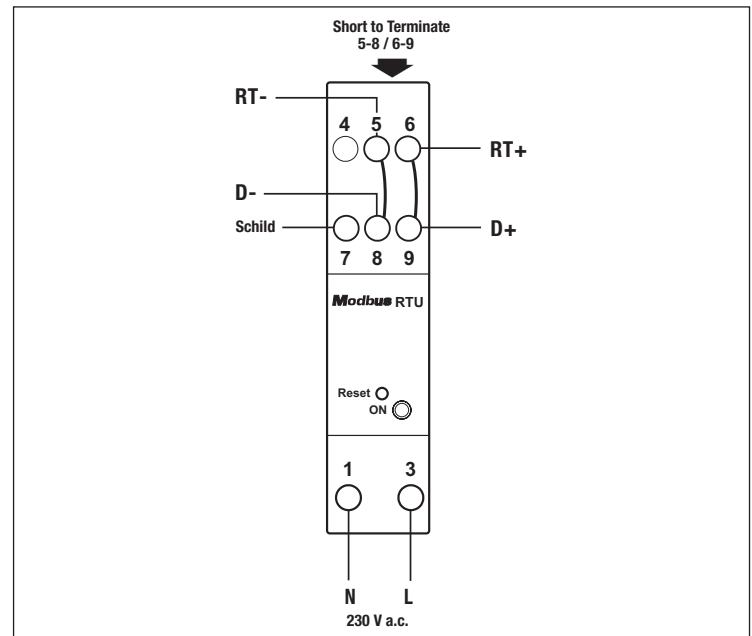 Short to Terminate
5-8 / 6-9
RT-
4 5 6
RT+
D-
Schild
D+
7 8 9
Modbus RTU
Reset
ON
1 3
N L
230 V a.c.